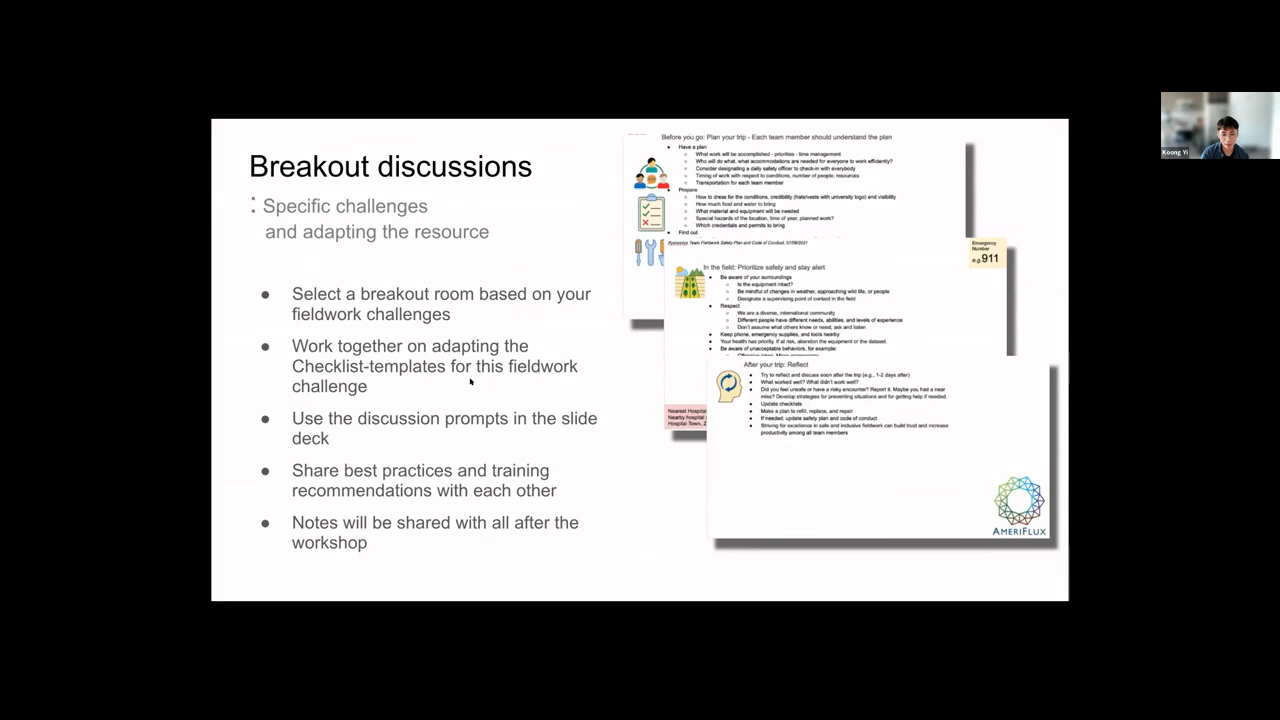 Breakout discussions
: Specific challenges
and adapting the resource
● Select a breakout room based on your
fieldwork challenges
● Work together on adapting the
Checklist-templates for this fieldwork
challenge
● Use the discussion prompts in the slide
deck
● Share best practices and training
recommendations with each other
● Notes will be shared with all after the
workshop
Before you go: Plan your trip - Each team member should understand the plan
● Have a plan
○ What work will be accomplished - priorities - time management
○ Who will do what, what accommodations are needed for everyone to work efficiently?
○ Consider designating a daily safety officer to check-in with everybody
○ Timing of work with respect to conditions, number of people, resources
○ Transportation for each team member
● Prepare
○ How to dress for the conditions, credibility (hats/vests with university logo) and visibility
○ How much food and water to bring
○ What material and equipment will be needed
○ Special hazards of the location, time of year, planned work?
○ Which credentials and permits to bring
● Find out
Team Fieldwork Safety Plan and Code of Conduct, 07/09/2021
Emergency
Number
e.g. 911
In the field: Prioritize safety and stay alert
● Be aware of your surroundings
○ Is the equipment intact?
○ Be mindful of changes in weather, approaching wild life, or people
○ Designate a supervising point of contact in the field
● Respect
○ We are a diverse, international community
○ Different people have different needs, abilities, and levels of experience
○ Don't assume what others know or need; ask and listen
● Keep phone, emergency supplies, and tools nearby
● Your health has priority. If at risk, abandon the equipment or the dataset.
● Be aware of unacceptable behaviors, for example:
Nearest Hospital
Nearby hospital
Hospital Town, Z
After your trip: Reflect
● Try to reflect and discuss soon after the trip (e.g., 1-2 days after)
● What worked well? What didn't work well?
● Did you feel unsafe or have a risky encounter? Report it. Maybe you had a near
miss? Develop strategies for preventing situations and for getting help if needed.
● Update checklists
● Make a plan to refill, replace, and repair
● If needed; update safety plan and code of conduct
● Striving for excellence in safe and inclusive fieldwork can build trust and increase
productivity among all team members
AMERIFLUX
Koong Yi